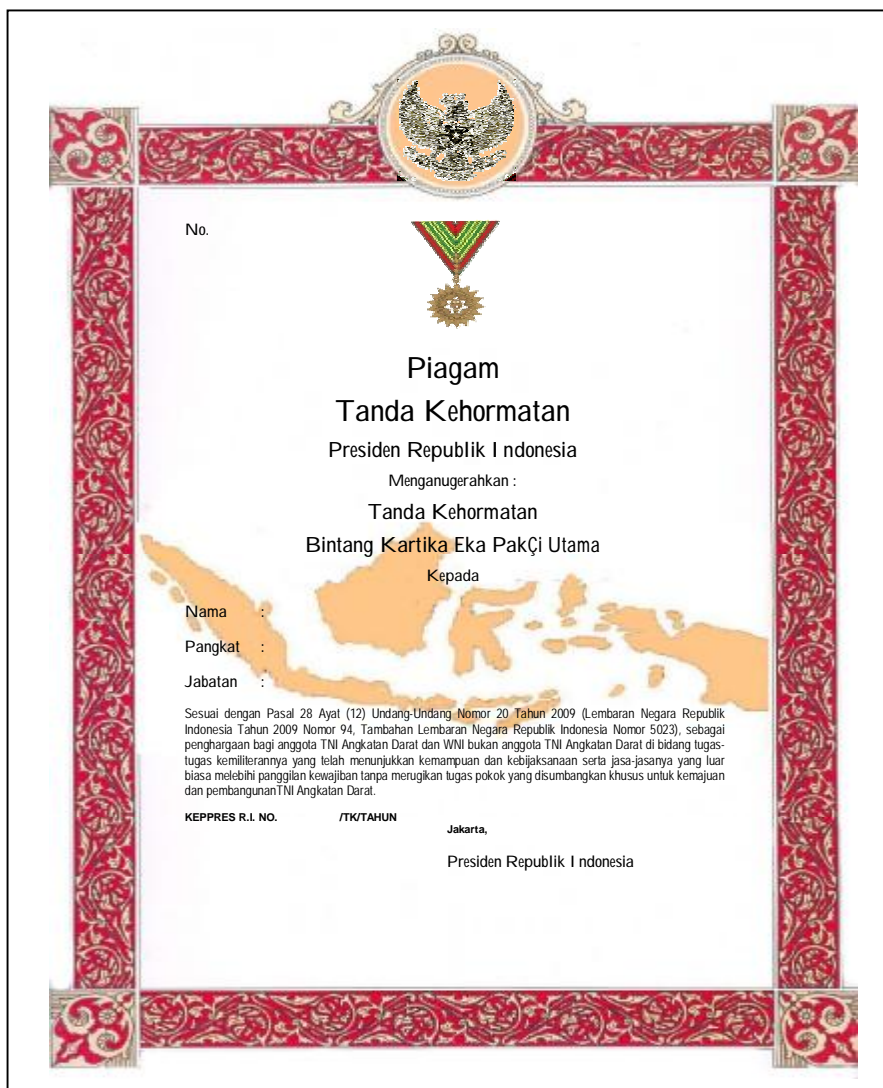 No.
Piagam
Tanda Kehormatan
Presiden Republik Indonesia
Menganugerahkan :
Tanda Kehormatan
Bintang Kartika Eka PakÇi Utama
Kepada
Nama :
Pangkat :
Jabatan :
Sesuai dengan Pasal 28 Ayat (12) Undang-Undang Nomor 20 Tahun 2009 (Lembaran Negara Republik
Indonesia Tahun 2009 Nomor 94, Tambahan Lembaran Negara Republik Indonesia Nomor 5023), sebagai
penghargaan bagi anggota TNI Angkatan Darat dan WNI bukan anggota TNI Angkatan Darat di bidang tugas-
tugas kemiliterannya yang telah menunjukkan kemampuan dan kebijaksanaan serta jasa-jasanya yang luar
biasa melebihi panggilan kewajiban tanpa merugikan tugas pokok yang disumbangkan khusus untuk kemajuan
dan pembangunanTNI Angkatan Darat.
KEPPRES R.I. NO. /TK/TAHUN
Jakarta,
Presiden Republik Indonesia